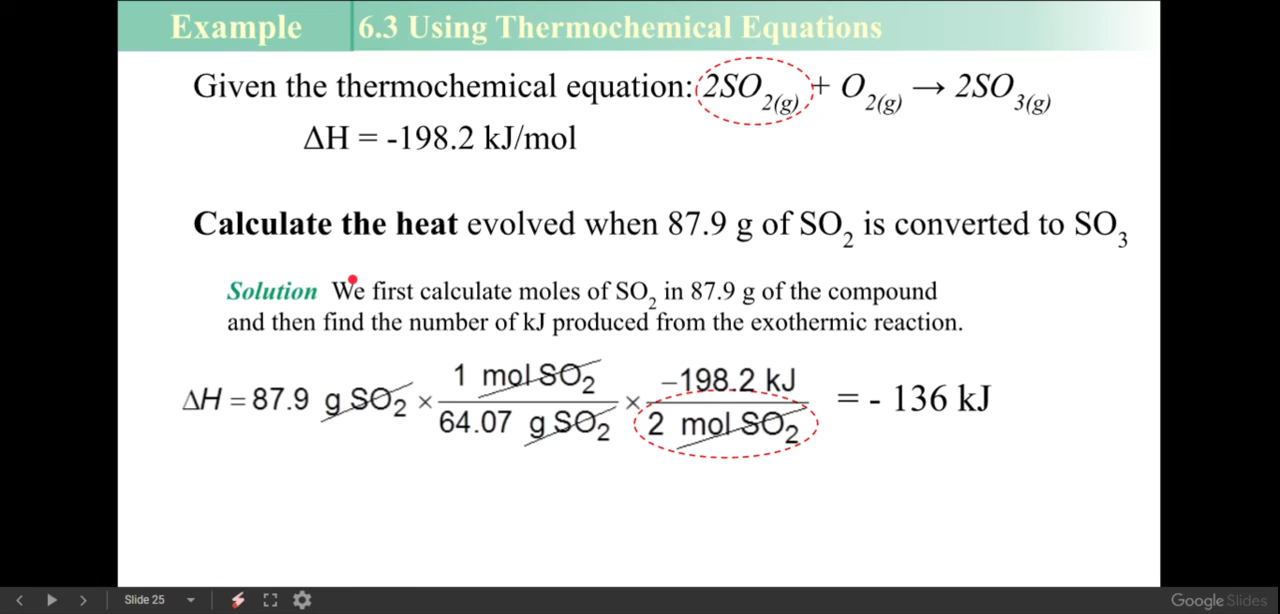 Example 6.3 Using Thermochemical Equations
Given the thermochemical equation: 2SO2(g) + O2(g) → 2SO3(g)
ΔH = -198.2 kJ/mol
Calculate the heat evolved when 87.9 g of SO2 is converted to SO3
Solution We first calculate moles of SO2 in 87.9 g of the compound
and then find the number of kJ produced from the exothermic reaction.
ΔH = 87.9 g SO2 × 1 mol SO2 / 64.07 g SO2 × −198.2 kJ / 2 mol SO2 = - 136 kJ
Slide 25
Google Slides